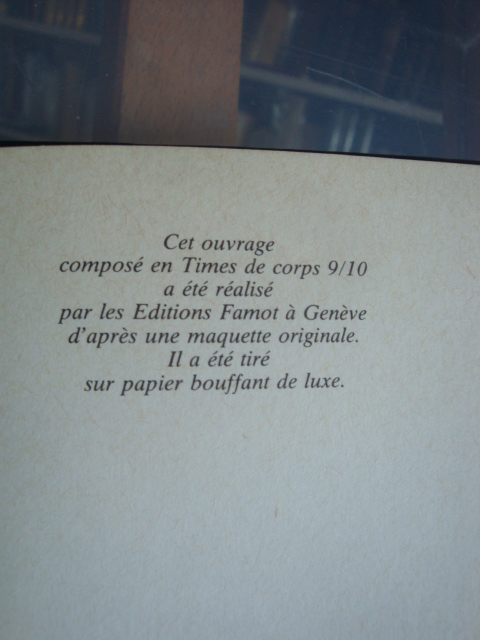 Cet ouvrage
composé en Times de corps 9/10
a été réalisé
par les Editions Famot à Genève
d'après une maquette originale.
Il a été tiré
sur papier bouffant de luxe.